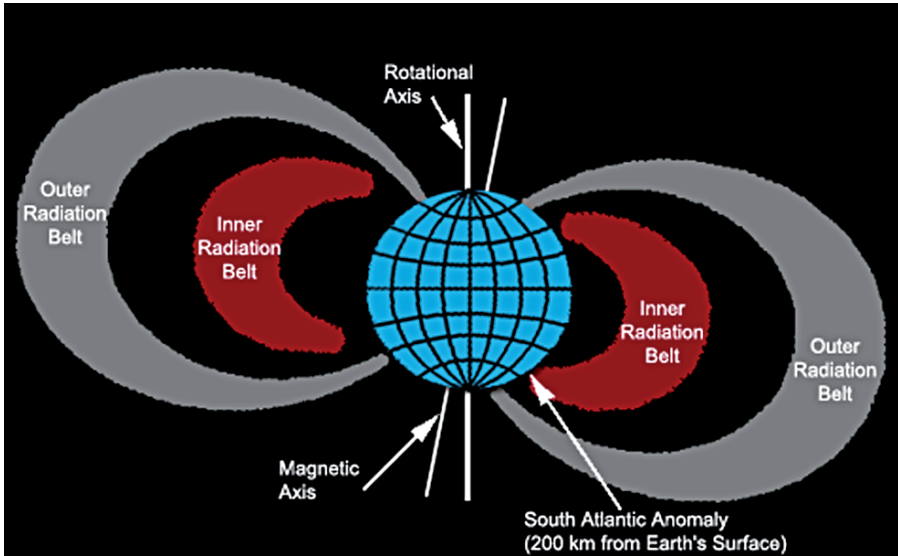 Rotational
Axis
Outer
Radiation
Belt
Inner
Radiation
Belt
Inner
Radiation
Belt
Outer
Radiation
Belt
Magnetic
Axis
South Atlantic Anomaly
(200 km from Earth's Surface)